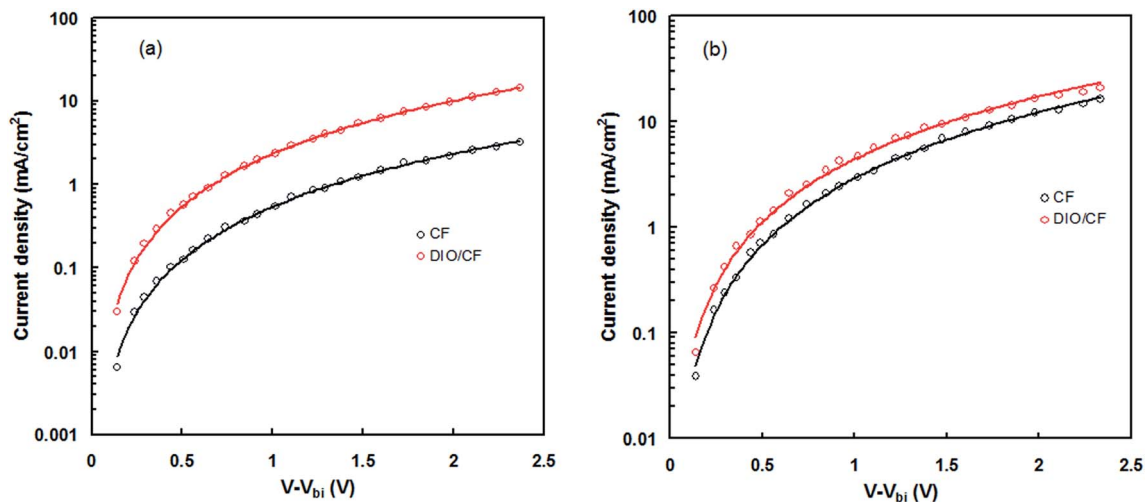 (a)
Current density (mA/cm²)
100
10
1
0.1
0.01
0.001
CF
DIO/CF
0
0.5
1
1.5
2
2.5
V-Vbi (V)
(b)
Current density (mA/cm²)
100
10
1
0.1
0.01
CF
DIO/CF
0
0.5
1
1.5
2
2.5
V-Vbi (V)